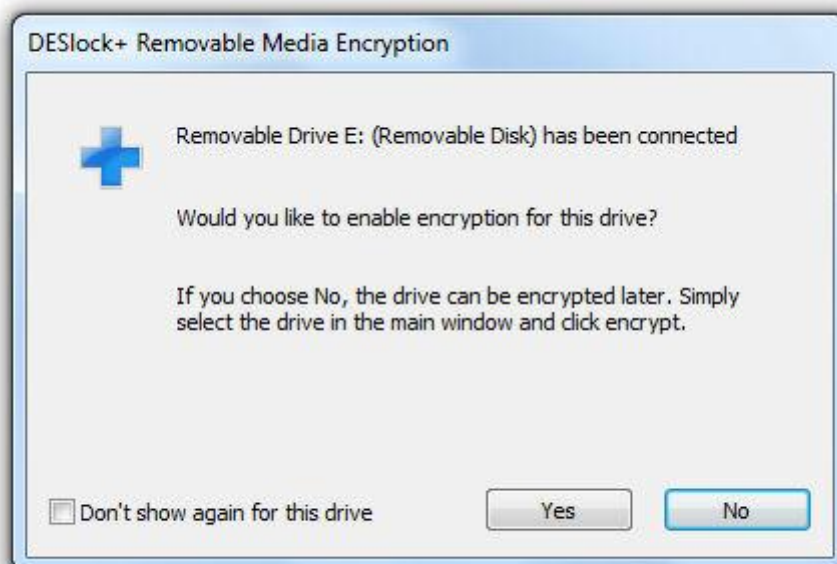 DESlock+ Removable Media Encryption
Removable Drive E: (Removable Disk) has been connected
Would you like to enable encryption for this drive?
If you choose No, the drive can be encrypted later. Simply
select the drive in the main window and click encrypt.
Don't show again for this drive
Yes
No